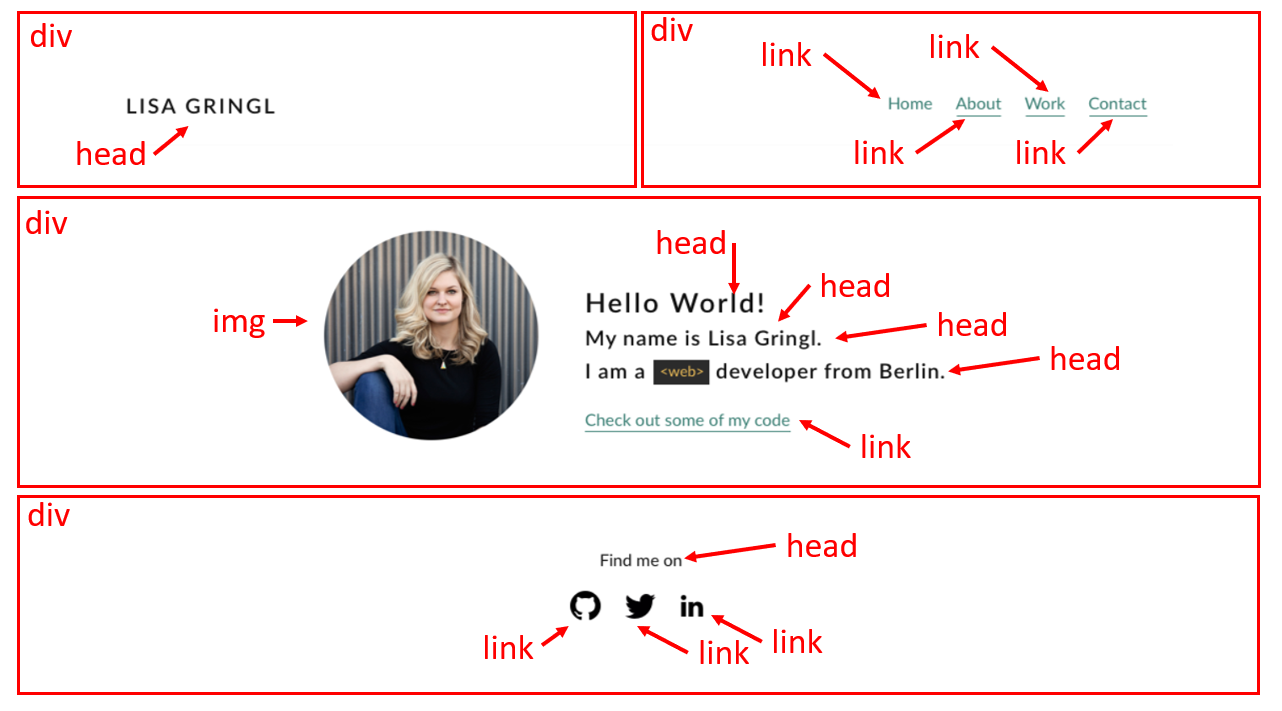 div
LISA GRINGL
head
div
link
link
Home About Work Contact
link
link
div
head
head
Hello World!
img
head
My name is Lisa Gringl.
head
I am a <web> developer from Berlin.
Check out some of my code
link
div
head
Find me on
in
link
link
link